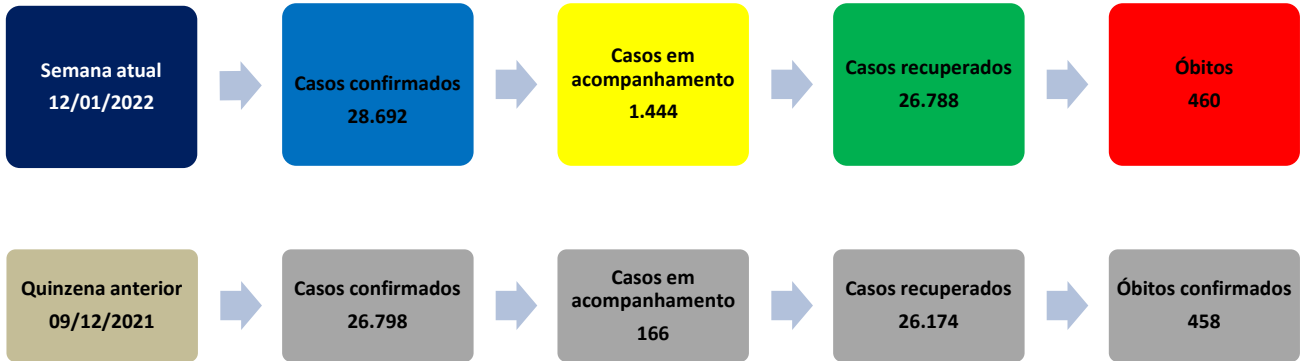 Semana atual
12/01/2022
Casos confirmados
28.692
Casos em
acompanhamento
1.444
Casos recuperados
26.788
Óbitos
460
Quinzena anterior
09/12/2021
Casos confirmados
26.798
Casos em
acompanhamento
166
Casos recuperados
26.174
Óbitos confirmados
458